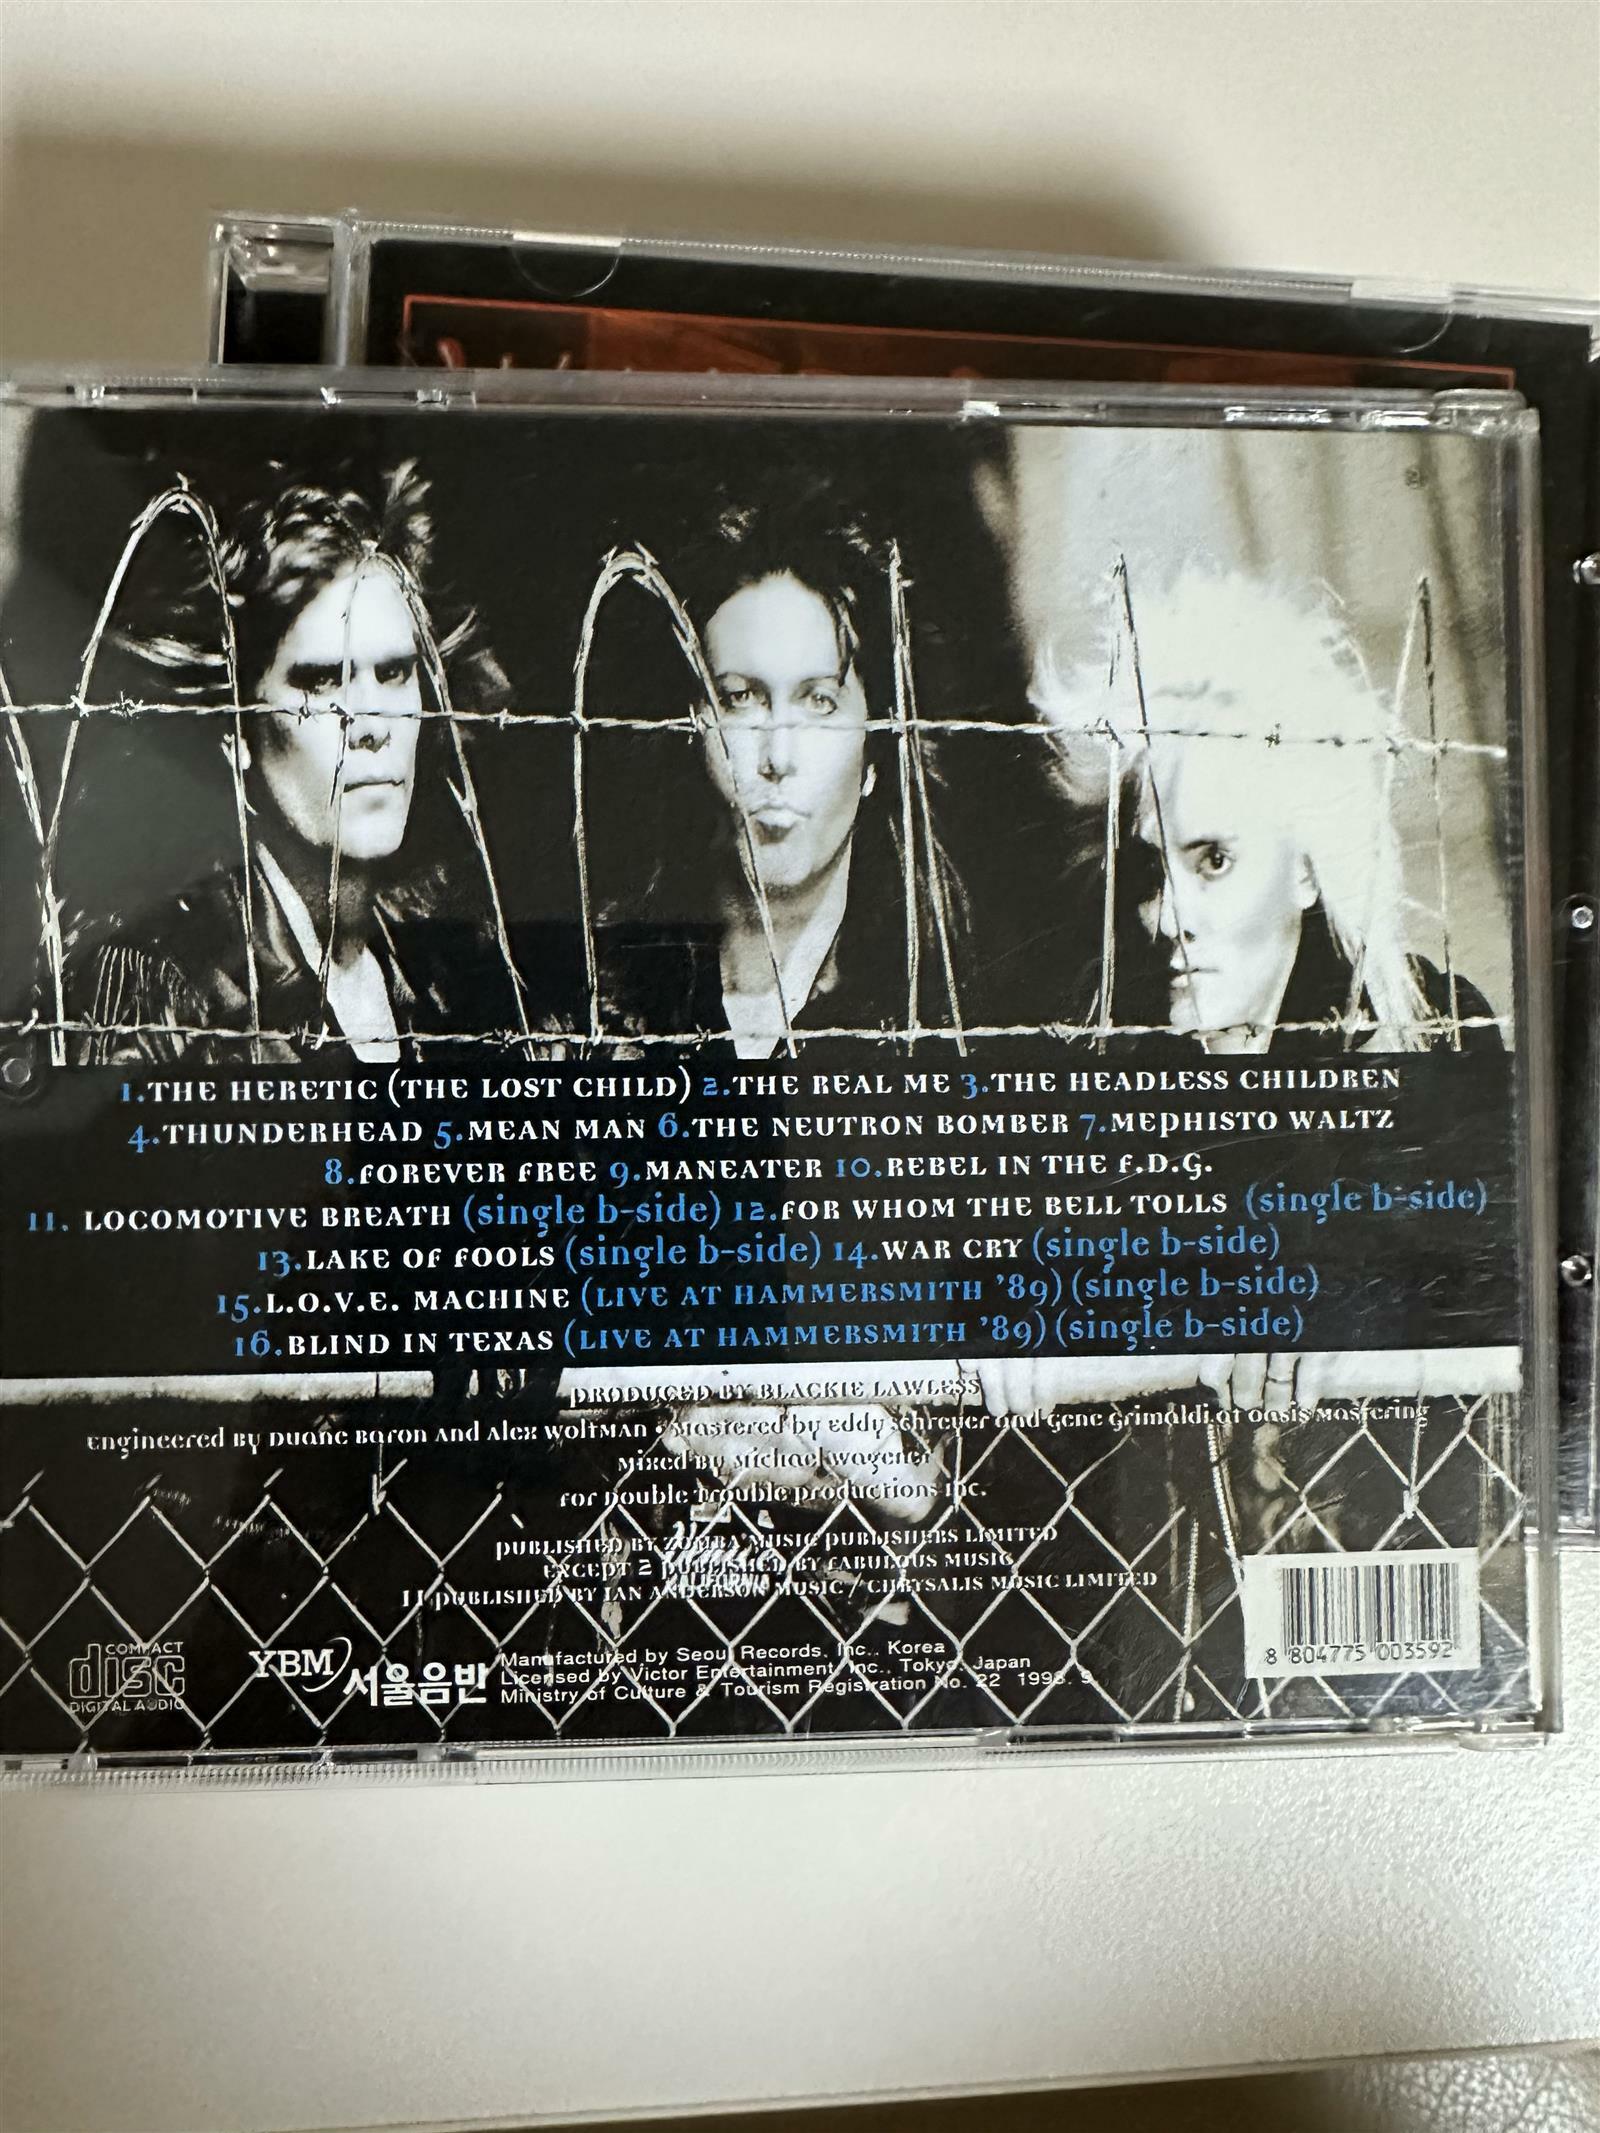 1.THE HERETIC (THE LOST CHILD) 2.THE REAL ME 3.THE HEADLESS CHILDREN
4.THUNDERHEAD 5.MEAN MAN 6.THE NEUTRON BOMBER 7.MEPHISTO WALTZ
8.FOREVER FREE 9.MANEATER 10.REBEL IN THE F.D.G.
11. LOCOMOTIVE BREATH (single b-side) 12.FOR WHOM THE BELL TOLLS (single b-side)
13.LAKE OF FOOLS (single b-side) 14.WAR CRY (single b-side)
15.L.O.V.E. MACHINE (LIVE AT HAMMERSMITH '89) (single b-side)
16.BLIND IN TEXAS (LIVE AT HAMMERSMITH '89) (single b-side)
PRODUCED BY BLACKIE LAWLESS
Engineered by Duane Baron and Alex Woltman • Mastered by Eddy Schreyer and Gene Grimaldi at Oasis Mastering
Mixed by Michael Wagener
For Double Trouble Productions Inc.
PUBLISHED BY ZOMBA MUSIC PUBLISHERS LIMITED
EXCEPT 2 PUBLISHED BY FABULOUS MUSIC
11 PUBLISHED BY IAN ANDERSON MUSIC / CHRYSALIS MUSIC LIMITED
COMPACT
disc
DIGITAL AUDIO
YBM 서울음반
Manufactured by Seoul Records, Inc., Korea
Licensed by Victor Entertainment, Inc., Tokyo, Japan
Ministry of Culture & Tourism Registration No. 22 1998. 9
8 804775 003592